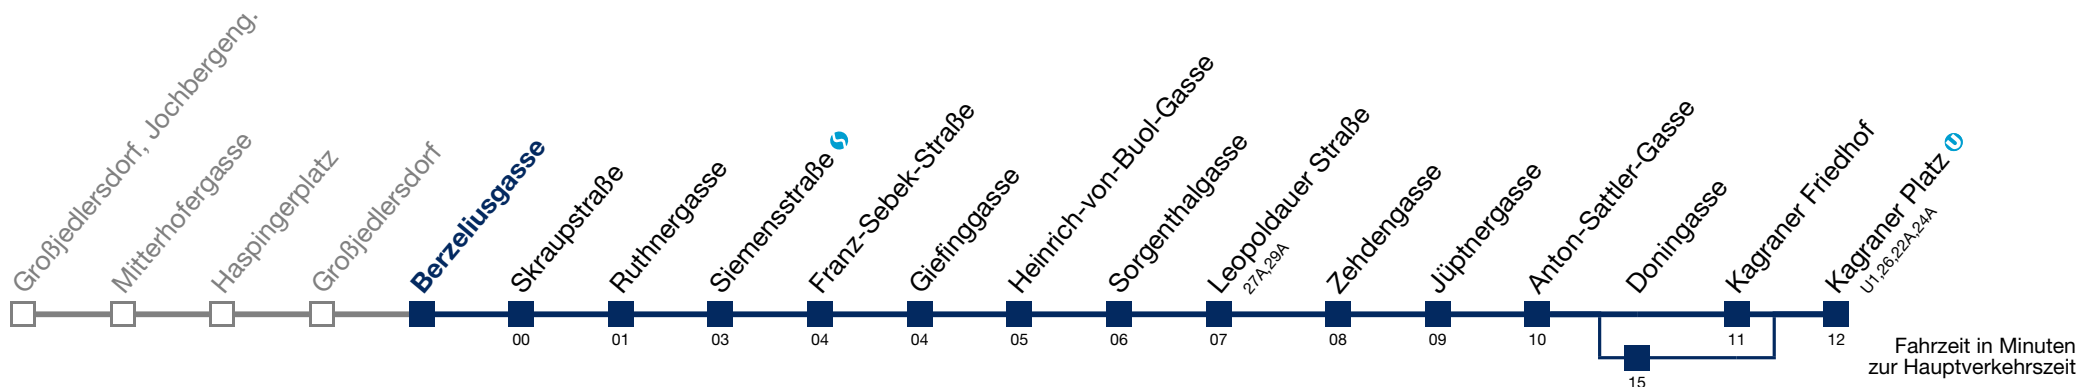 Großjedlersdorf, Jochbergeng.
Mitterhofergasse
Haspingerplatz
Großjedlersdorf
Berzeliusgasse
Skraupstraße
Ruthnergasse
Siemensstraße S
Franz-Sebek-Straße
Giefinggasse
Heinrich-von-Buol-Gasse
Sorgenthalgasse
Leopoldauer Straße
27A,29A
Zehdengasse
Jüptnergasse
Anton-Sattler-Gasse
Doningasse
Kagraner Friedhof
Kagraner Platz U
U1,26,22A,24A
00
01
03
04
04
05
06
07
08
09
10
11
12
15
Fahrzeit in Minuten
zur Hauptverkehrszeit